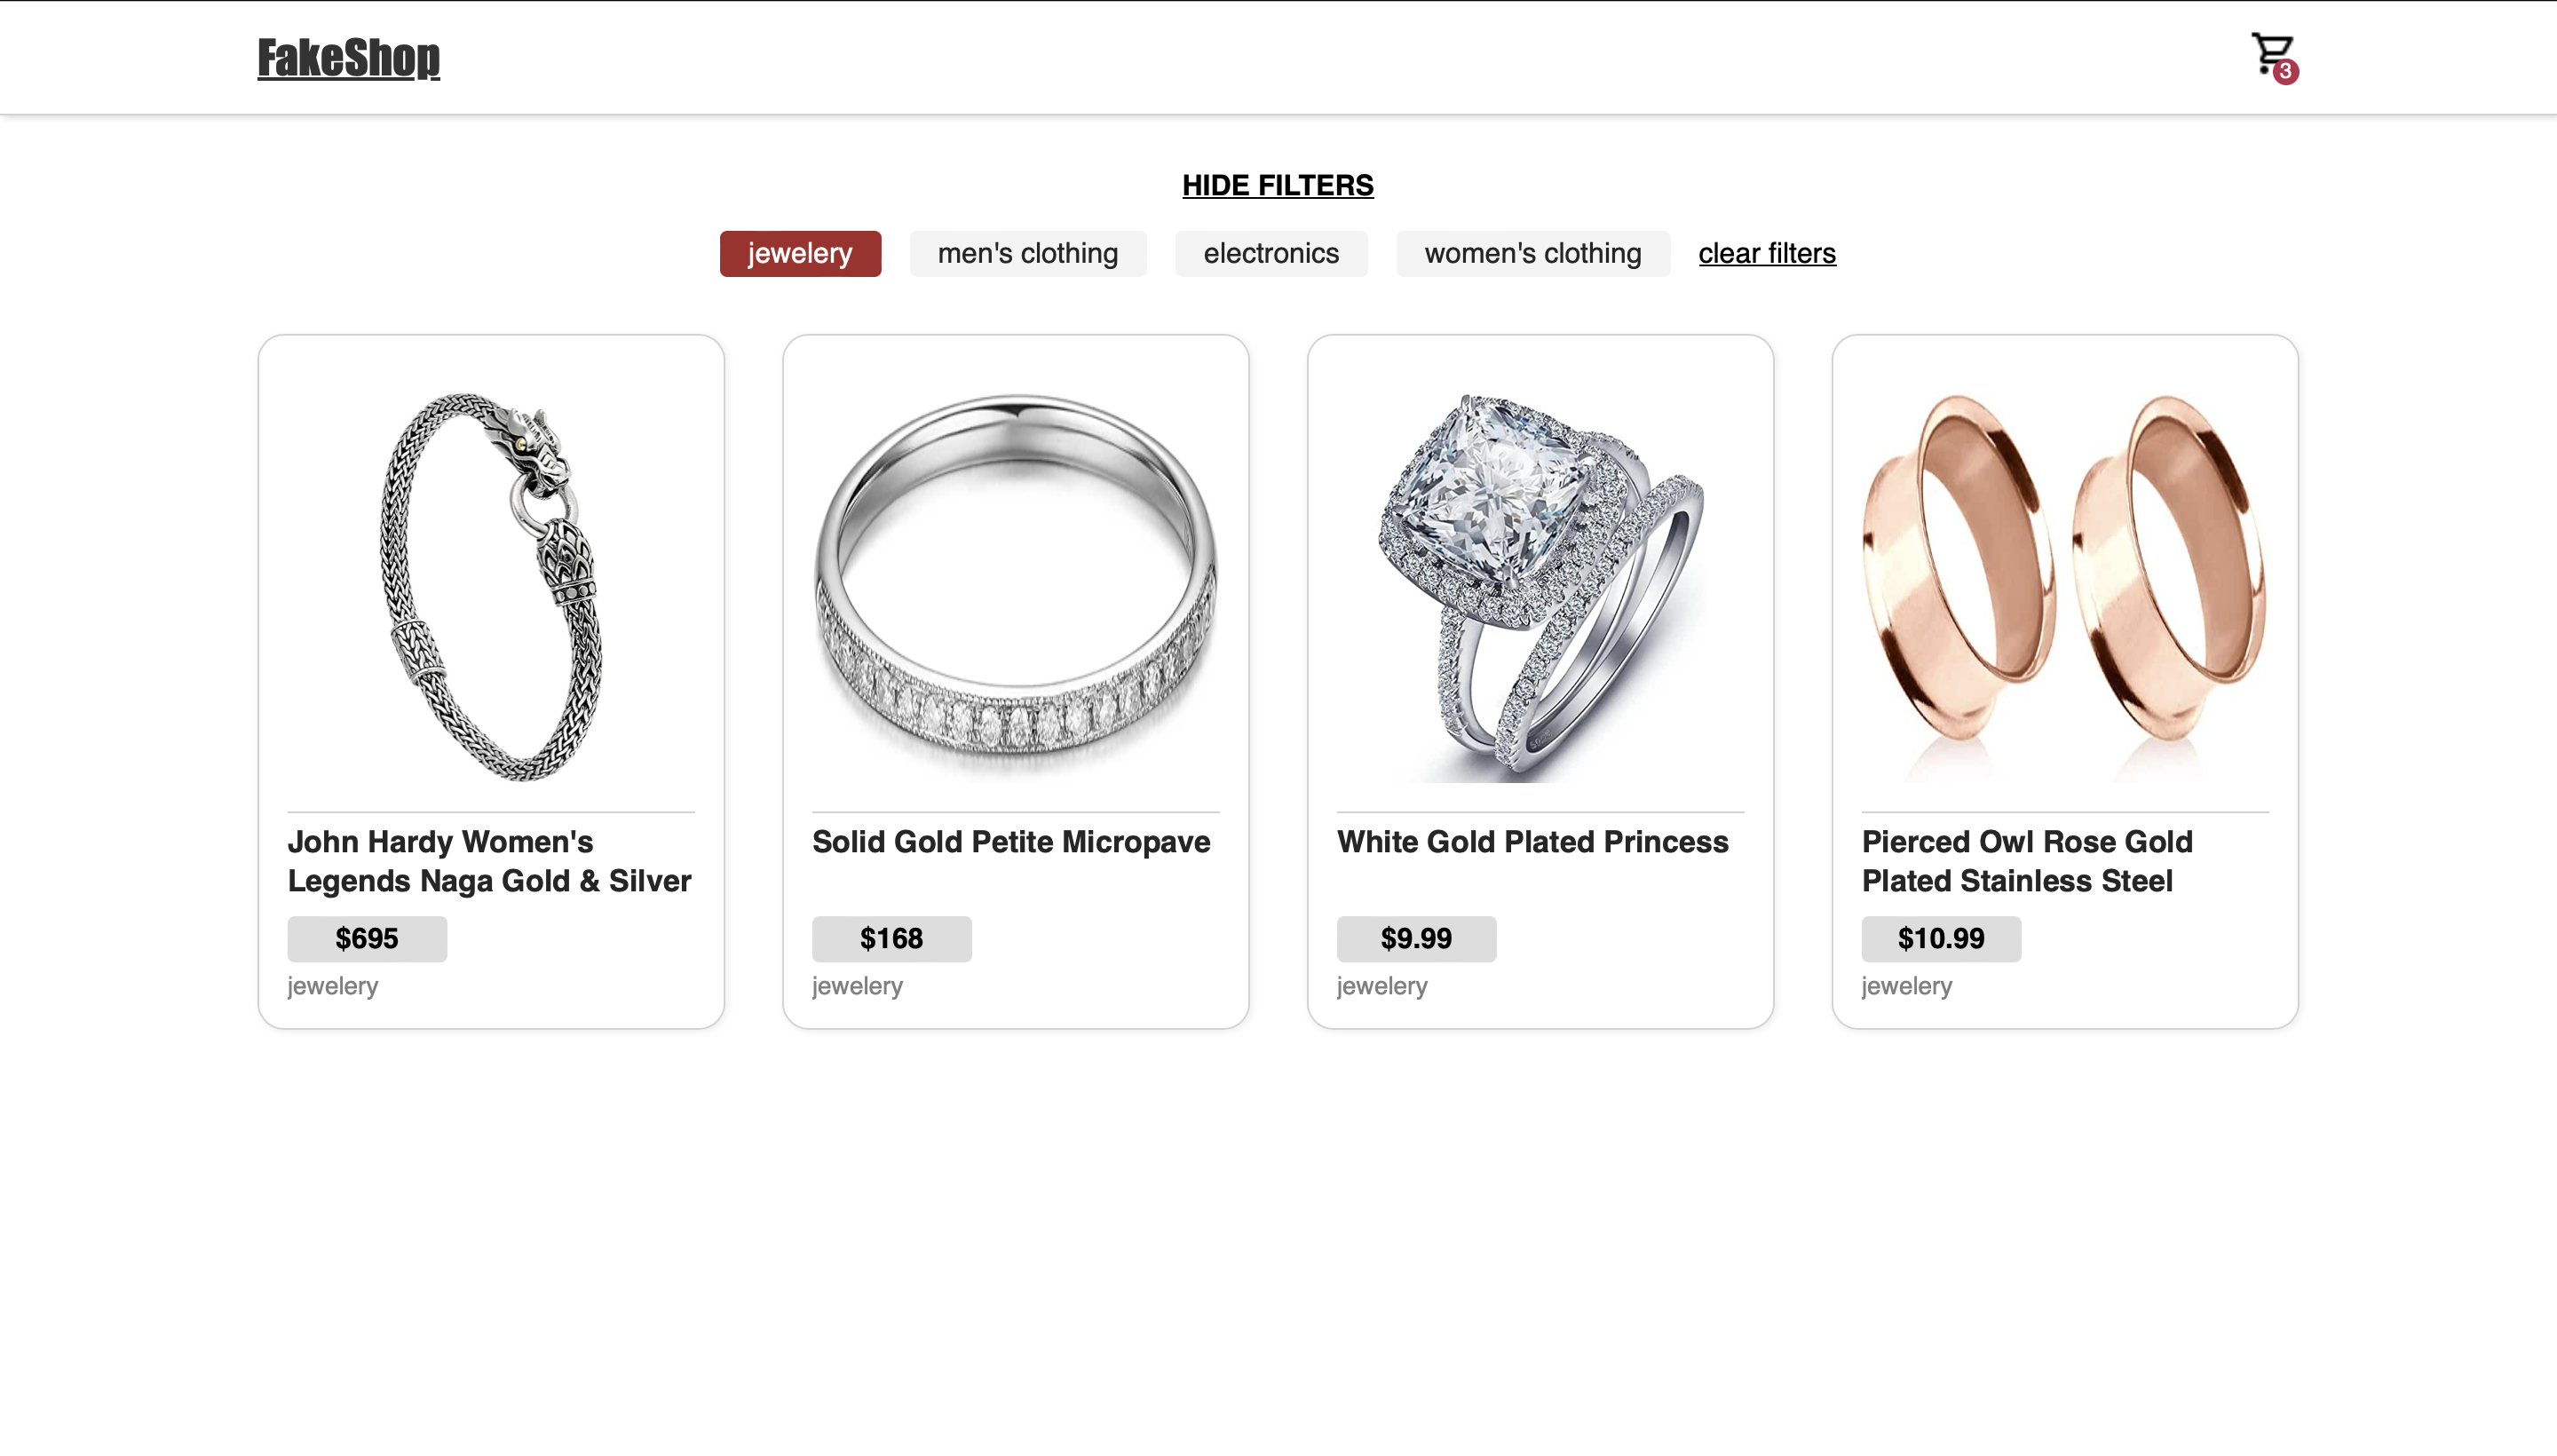 FakeShop
3
HIDE FILTERS
jewelery men's clothing electronics women's clothing clear filters
John Hardy Women's
Legends Naga Gold & Silver
$695
jewelery
Solid Gold Petite Micropave
$168
jewelery
White Gold Plated Princess
$9.99
jewelery
Pierced Owl Rose Gold
Plated Stainless Steel
$10.99
jewelery